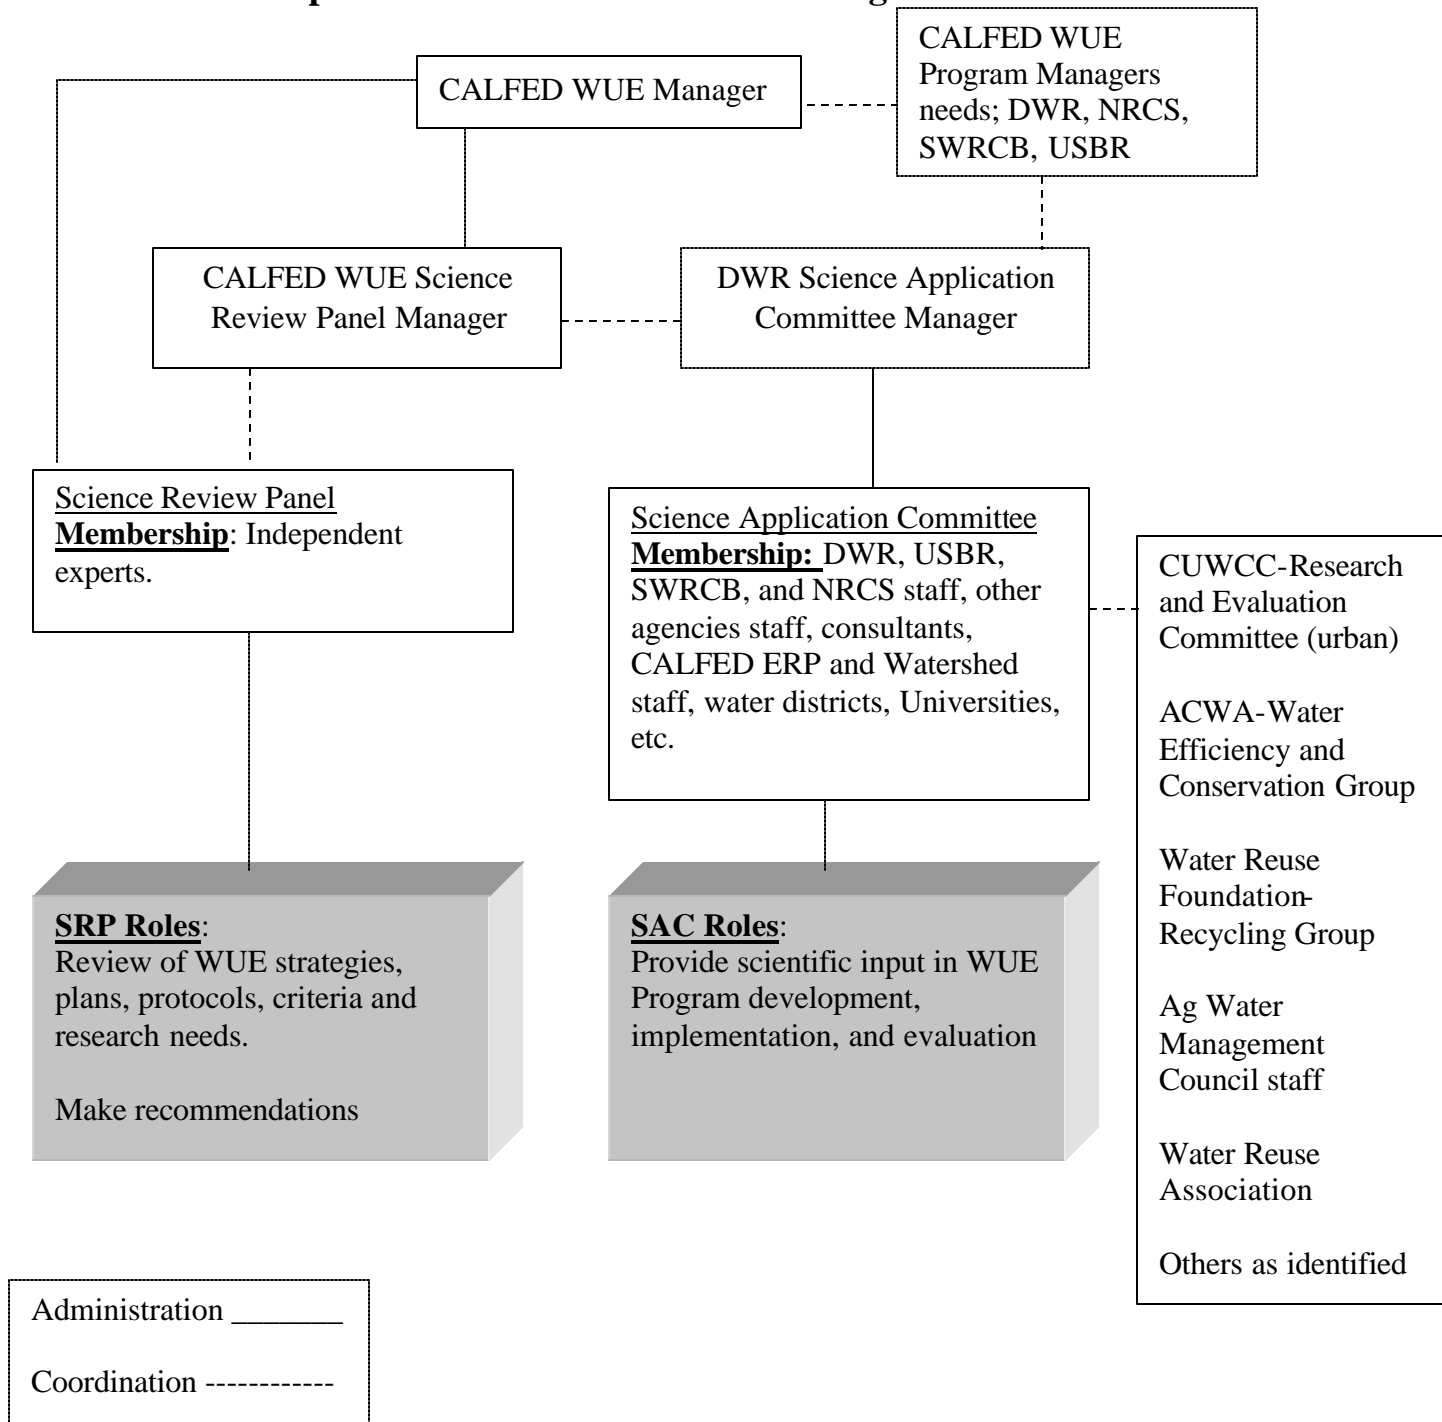 CALFED WUE
Program Managers
needs; DWR, NRCS,
SWRCB, USBR
CALFED WUE Manager
CALFED WUE Science
Review Panel Manager
DWR Science Application
Committee Manager
Science Review Panel
Membership: Independent
experts.
Science Application Committee
Membership: DWR, USBR,
SWRCB, and NRCS staff, other
agencies staff, consultants,
CALFED ERP and Watershed
staff, water districts, Universities,
etc.
CUWCC-Research
and Evaluation
Committee (urban)
ACWA-Water
Efficiency and
Conservation Group
Water Reuse
Foundation-
Recycling Group
Ag Water
Management
Council staff
Water Reuse
Association
Others as identified
SRP Roles:
Review of WUE strategies,
plans, protocols, criteria and
research needs.
Make recommendations
SAC Roles:
Provide scientific input in WUE
Program development,
implementation, and evaluation
Administration _______
Coordination ------------